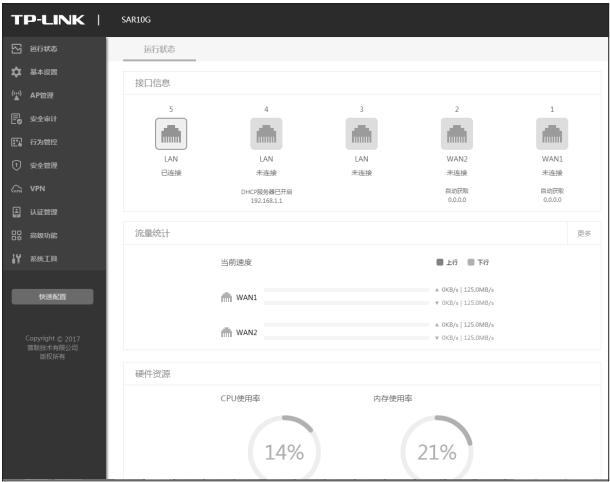 TP-LINK | SAR10G
运行状态
基本设置
AP管理
安全审计
行为管控
安全管理
VPN
认证管理
高级功能
系统工具
快速配置
Copyright © 2017
普联技术有限公司
版权所有
运行状态
接口信息
5 4 3 2 1
LAN LAN LAN WAN2 WAN1
已连接 未连接 未连接 未连接 未连接
DHCP服务器已开启 自动获取 自动获取
192.168.1.1 0.0.0.0 0.0.0.0
流量统计 更多
当前速度 上行 下行
WAN1
▲ 0KB/s | 125.0MB/s
▼ 0KB/s | 125.0MB/s
WAN2
▲ 0KB/s | 125.0MB/s
▼ 0KB/s | 125.0MB/s
硬件资源
CPU使用率 内存使用率
14% 21%